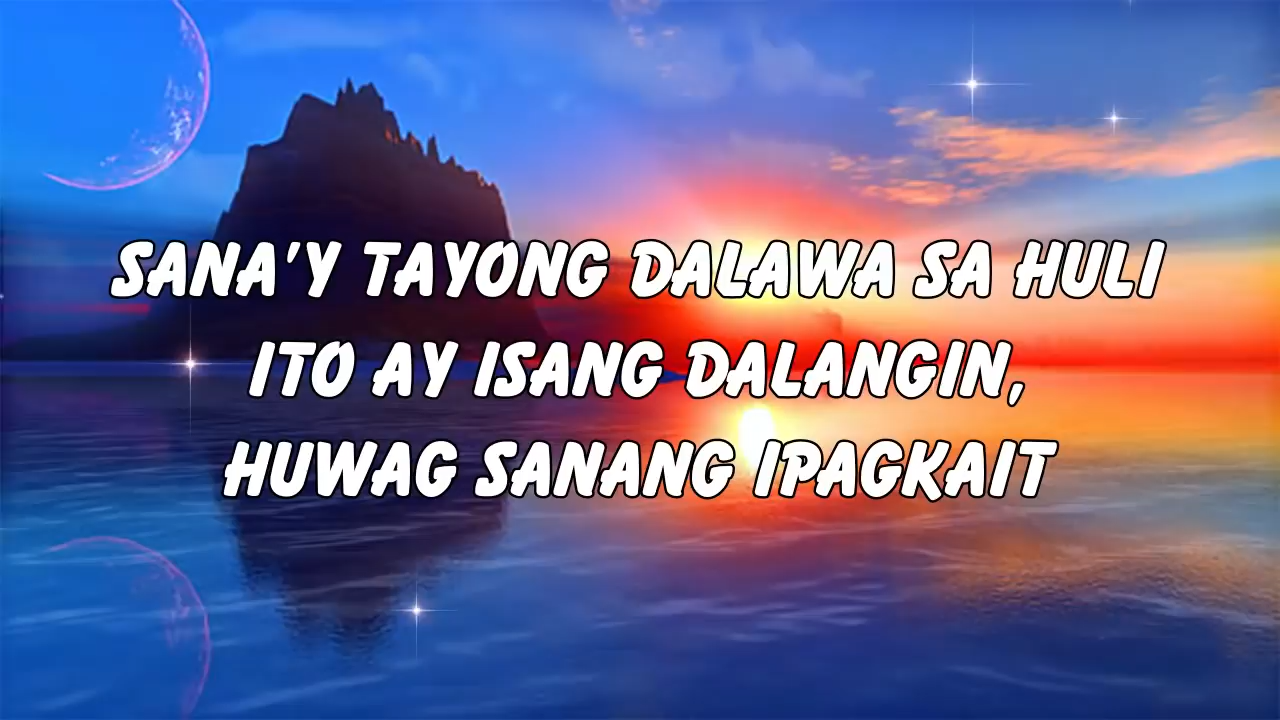 SANA'Y TAYONG DALAWA SA HULI
ITO AY ISANG DALANGIN,
HUWAG SANANG IPAGKAIT